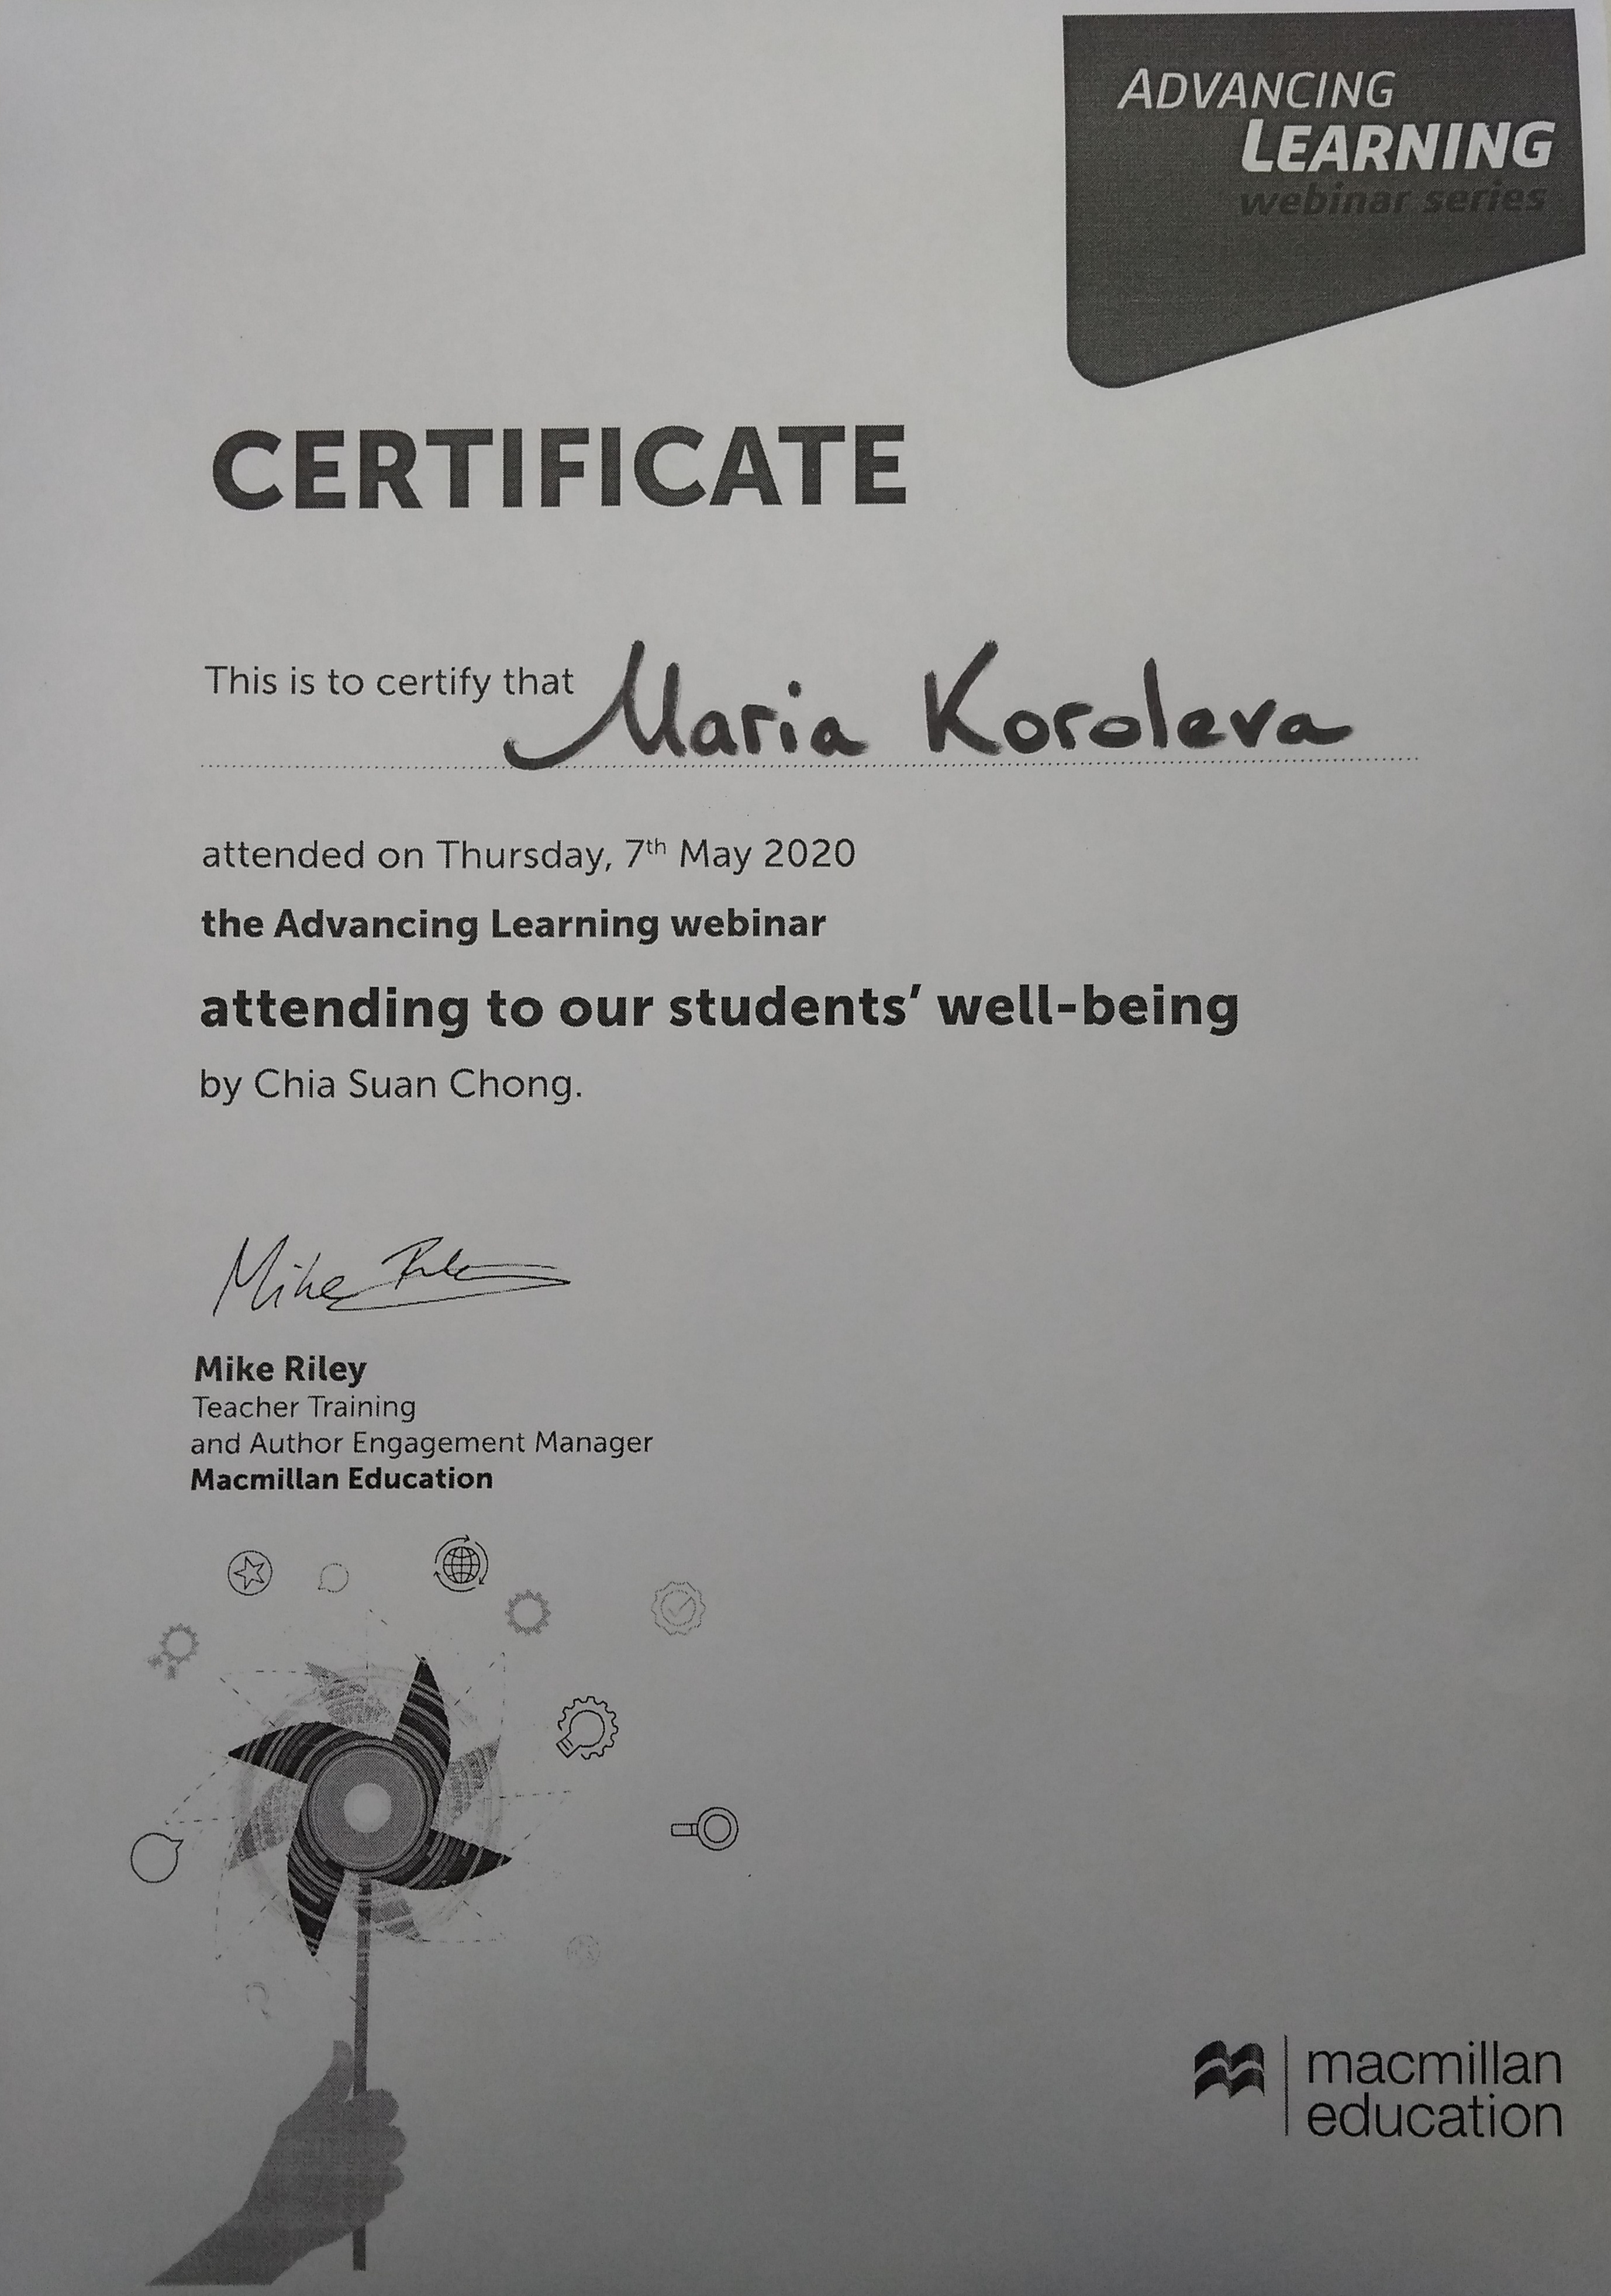 ADVANCING
LEARNING
webinar series
CERTIFICATE
This is to certify that Maria Koroleva
attended on Thursday, 7th May 2020
the Advancing Learning webinar
attending to our students’ well-being
by Chia Suan Chong.
Mike Riley
Mike Riley
Teacher Training
and Author Engagement Manager
Macmillan Education
macmillan
education